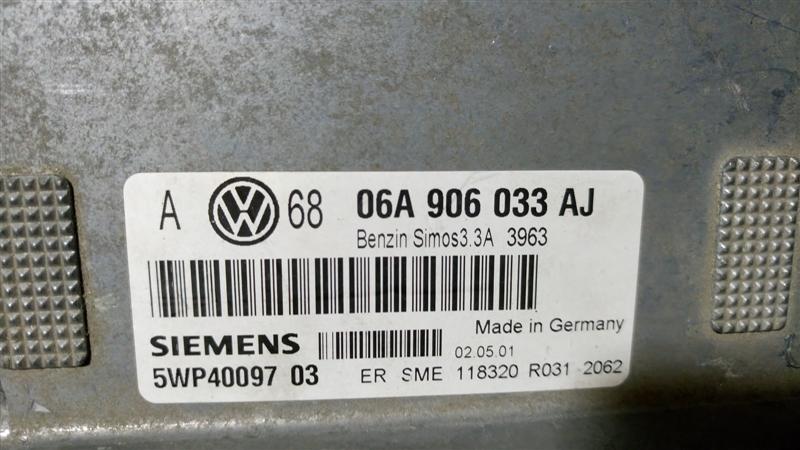 A VW 68 06A 906 033 AJ
Benzin Simos3.3A 3963
Made in Germany
SIEMENS 02.05.01
5WP40097 03 ER SME 118320 R031 2062